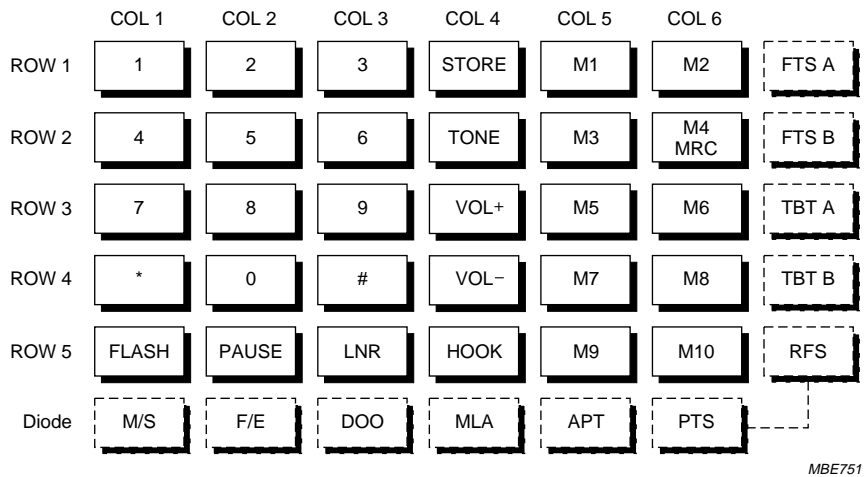 COL 1 COL 2 COL 3 COL 4 COL 5 COL 6
ROW 1 1 2 3 STORE M1 M2 FTS A
ROW 2 4 5 6 TONE M3 M4 MRC FTS B
ROW 3 7 8 9 VOL+ M5 M6 TBT A
ROW 4 * 0 # VOL− M7 M8 TBT B
ROW 5 FLASH PAUSE LNR HOOK M9 M10 RFS
Diode M/S F/E DOO MLA APT PTS
MBE751